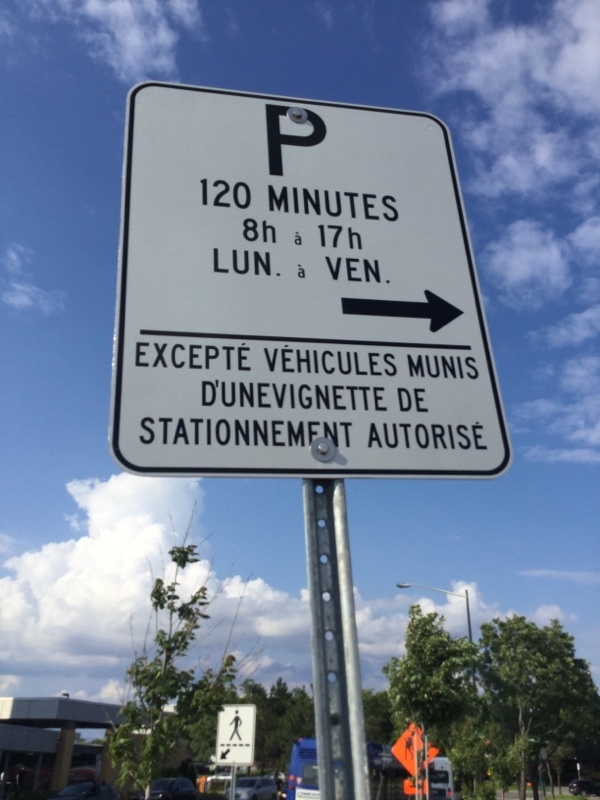 P
120 MINUTES
8h à 17h
LUN. à VEN.
EXCEPTÉ VÉHICULES MUNIS
D'UNEVIGNETTE DE
STATIONNEMENT AUTORISÉ